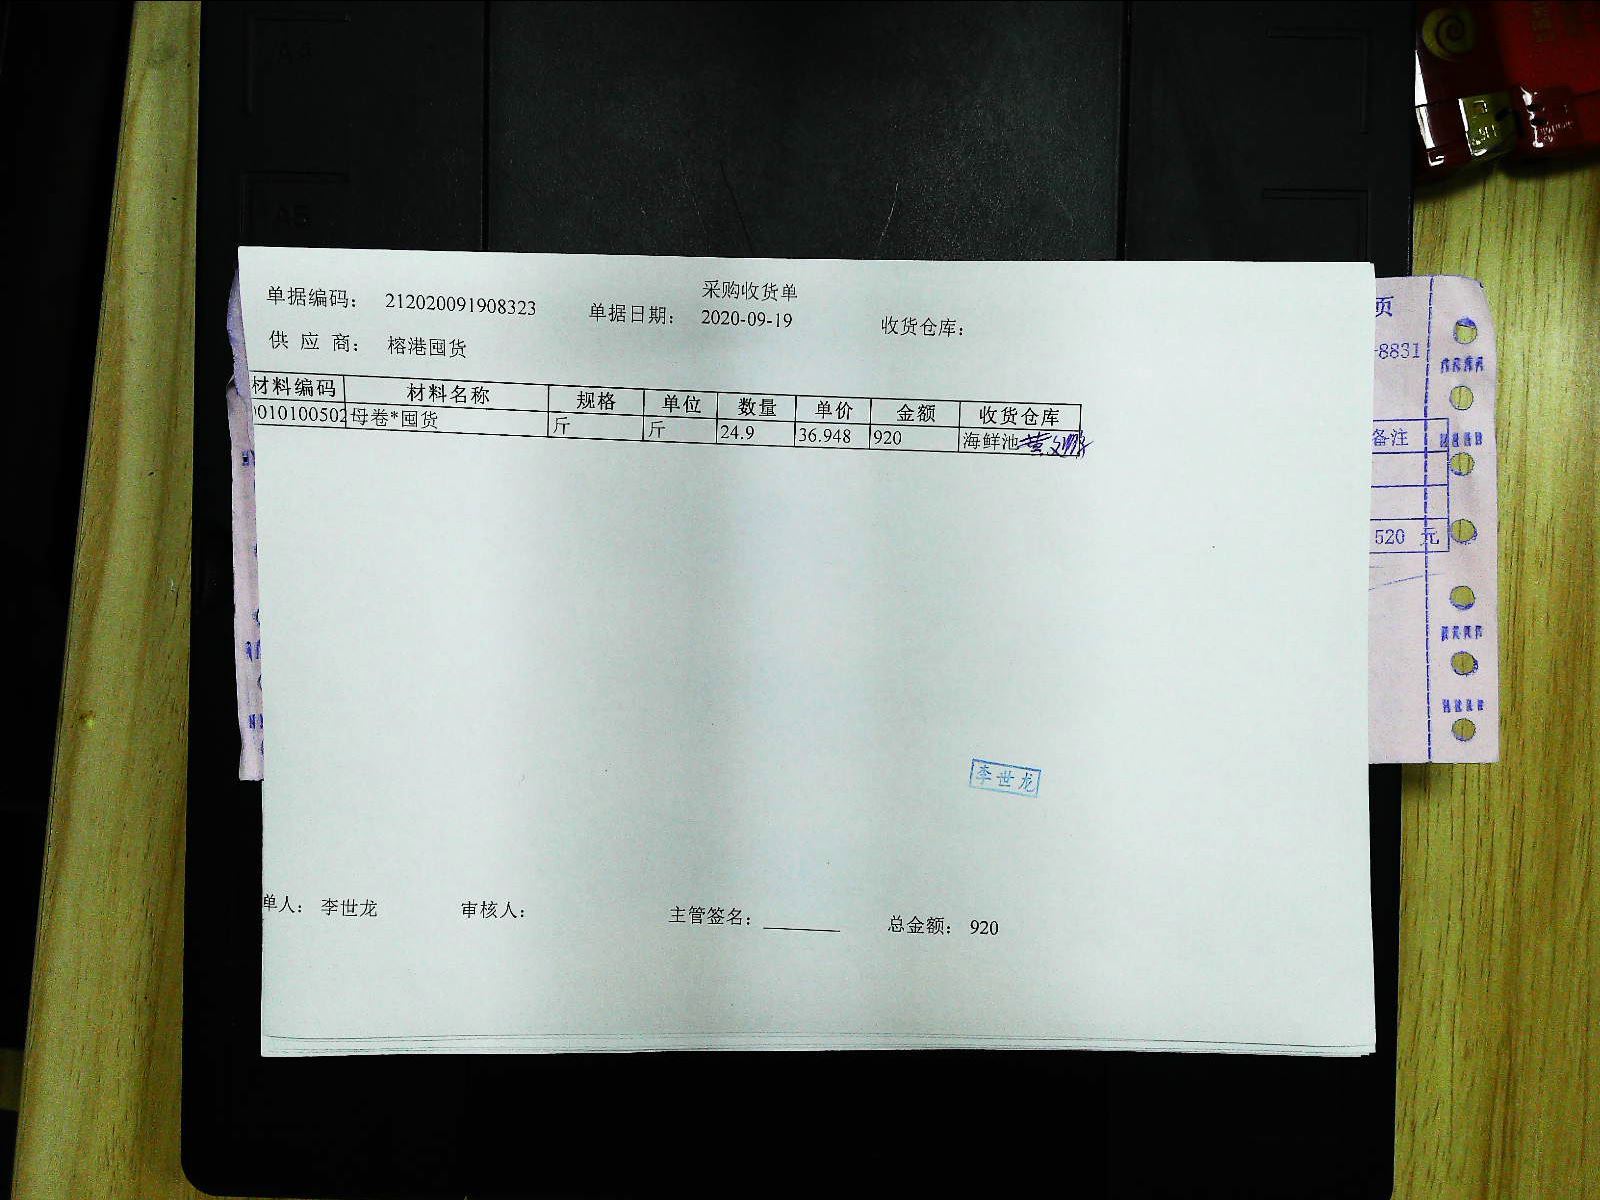 采购收货单
单据编码： 212020091908323 单据日期： 2020-09-19 收货仓库：
供 应 商： 榕港囤货
材料编码 材料名称 规格 单位 数量 单价 金额 收货仓库
010100502 母卷*囤货 斤 斤 24.9 36.948 920 海鲜池
李世龙
单人： 李世龙 审核人： 主管签名： 总金额： 920
页
-8831
备注
520 元
A4
A5